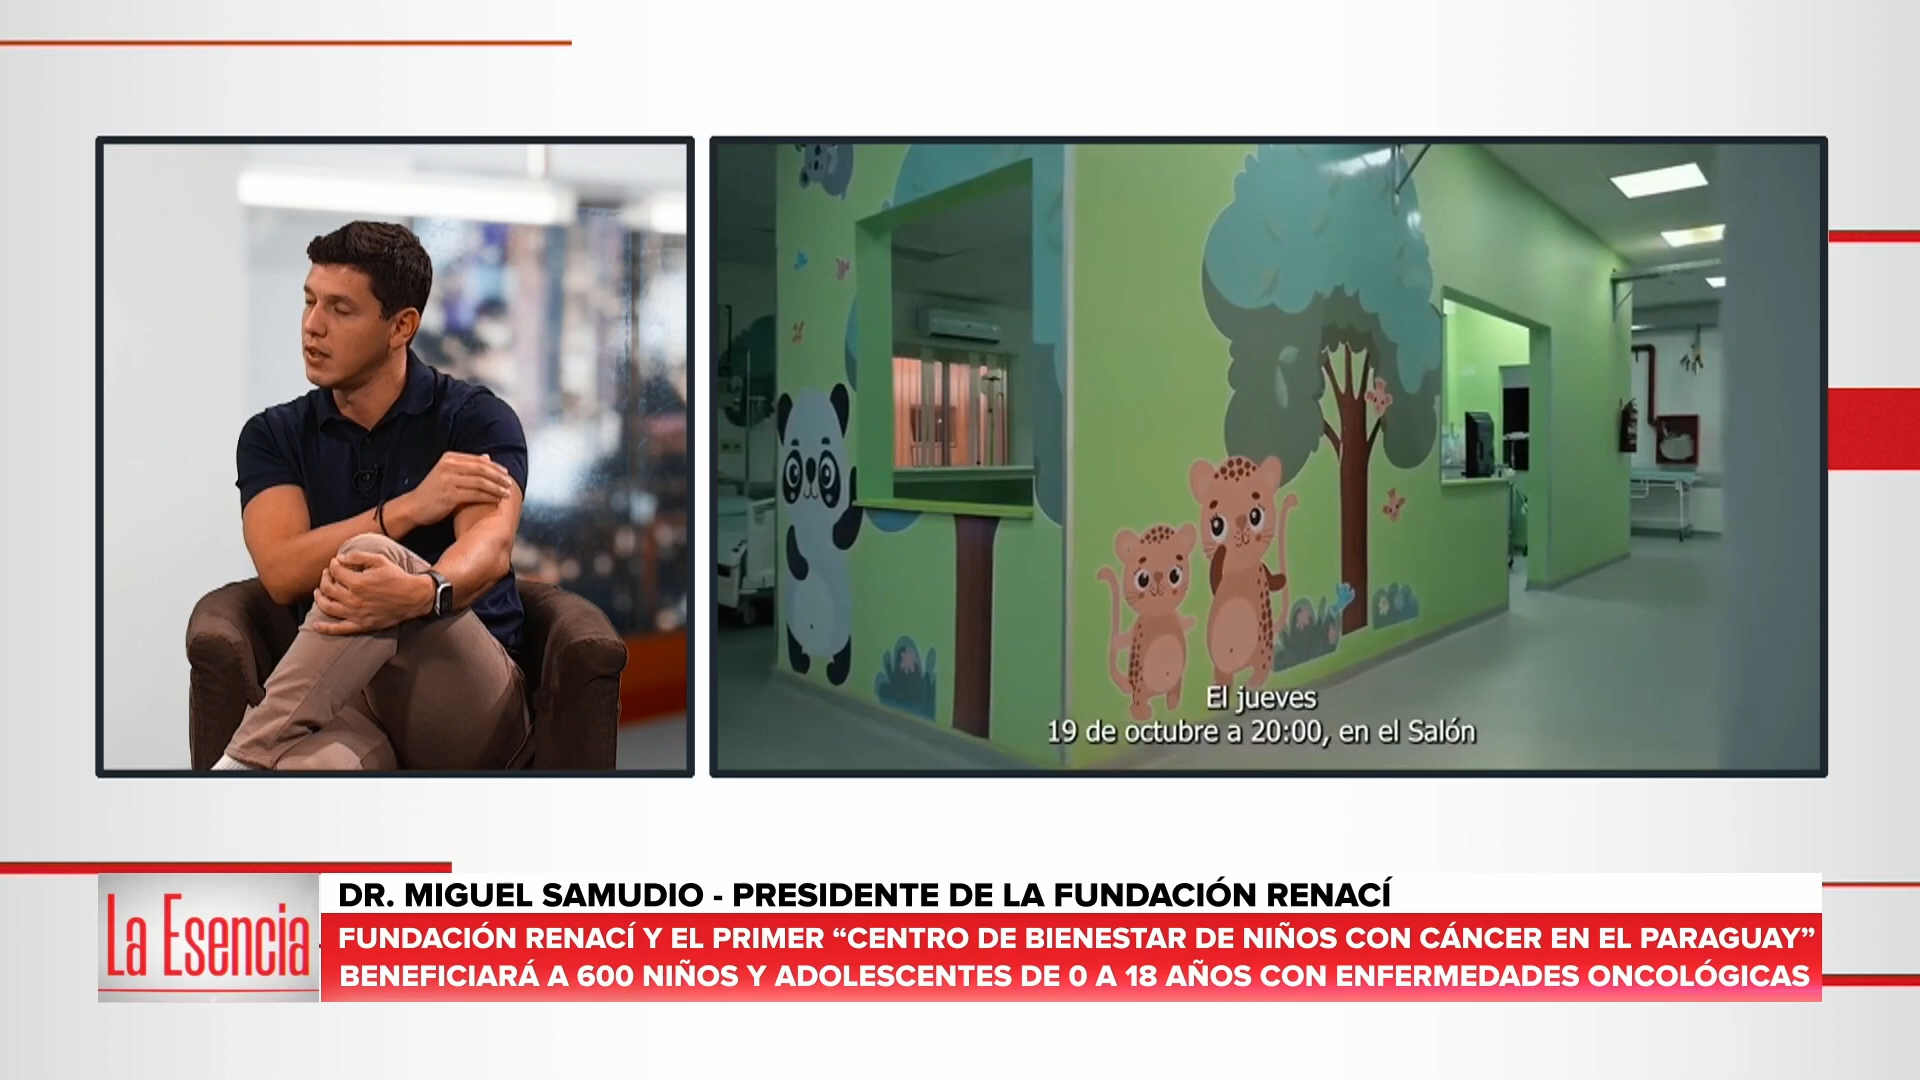 El jueves
19 de octubre a 20:00, en el Salón
La Esencia
DR. MIGUEL SAMUDIO - PRESIDENTE DE LA FUNDACIÓN RENACÍ
FUNDACIÓN RENACÍ Y EL PRIMER “CENTRO DE BIENESTAR DE NIÑOS CON CÁNCER EN EL PARAGUAY”
BENEFICIARÁ A 600 NIÑOS Y ADOLESCENTES DE 0 A 18 AÑOS CON ENFERMEDADES ONCOLÓGICAS